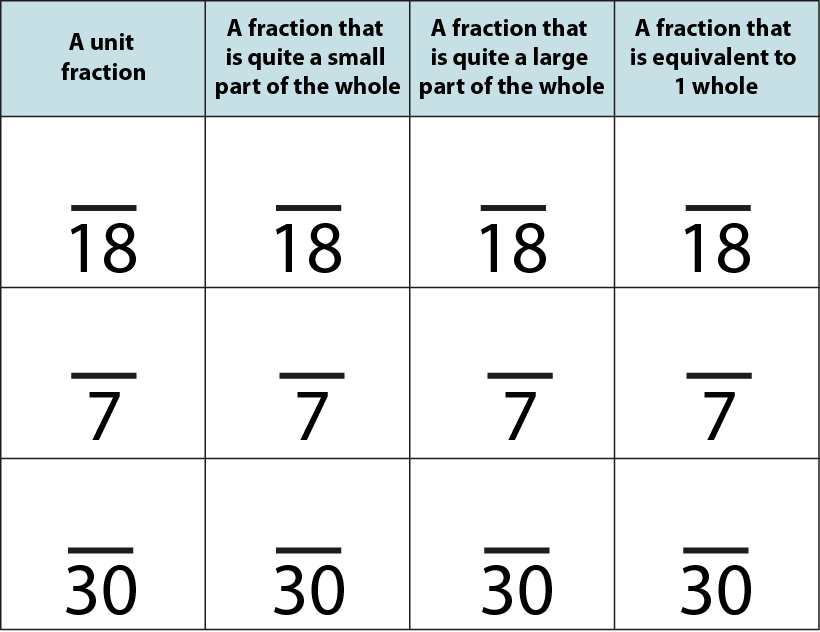 A unit
fraction
A fraction that
is quite a small
part of the whole
A fraction that
is quite a large
part of the whole
A fraction that
is equivalent to
1 whole
18
18
18
18
7
7
7
7
30
30
30
30